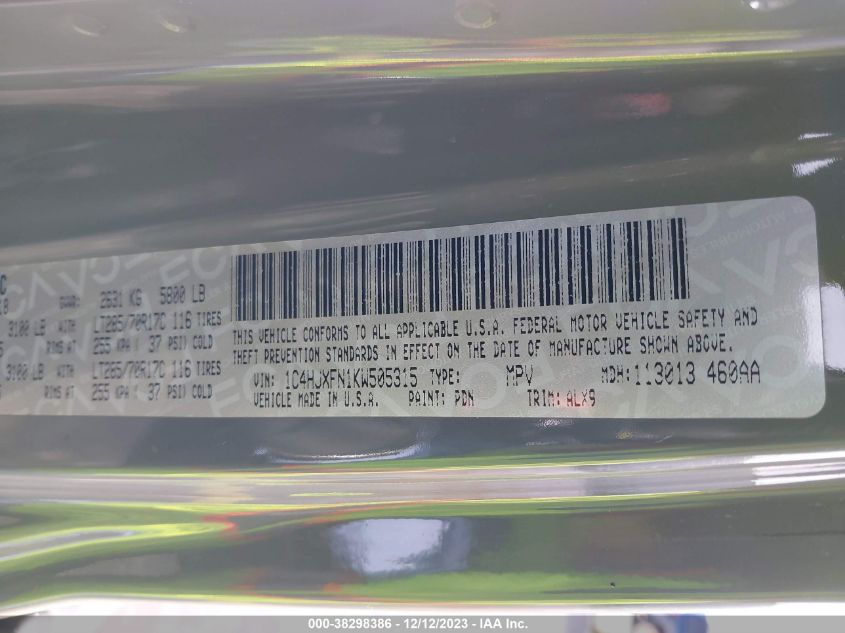 GVWR: 2631 KG 5800 LB
3100 LB WITH LT285/70R17C 116 TIRES
RIMS AT 255 KPA ( 37 PSI) COLD
3100 LB WITH LT285/70R17C 116 TIRES
RIMS AT 255 KPA ( 37 PSI) COLD
THIS VEHICLE CONFORMS TO ALL APPLICABLE U.S.A. FEDERAL MOTOR VEHICLE SAFETY AND
THEFT PREVENTION STANDARDS IN EFFECT ON THE DATE OF MANUFACTURE SHOWN ABOVE.
VIN: 1C4HJXFN1KW505315 TYPE: MPV MDH: 113013 460AA
VEHICLE MADE IN U.S.A. PAINT: PDN TRIM: ALX9
000-38298386 - 12/12/2023 - IAA Inc.